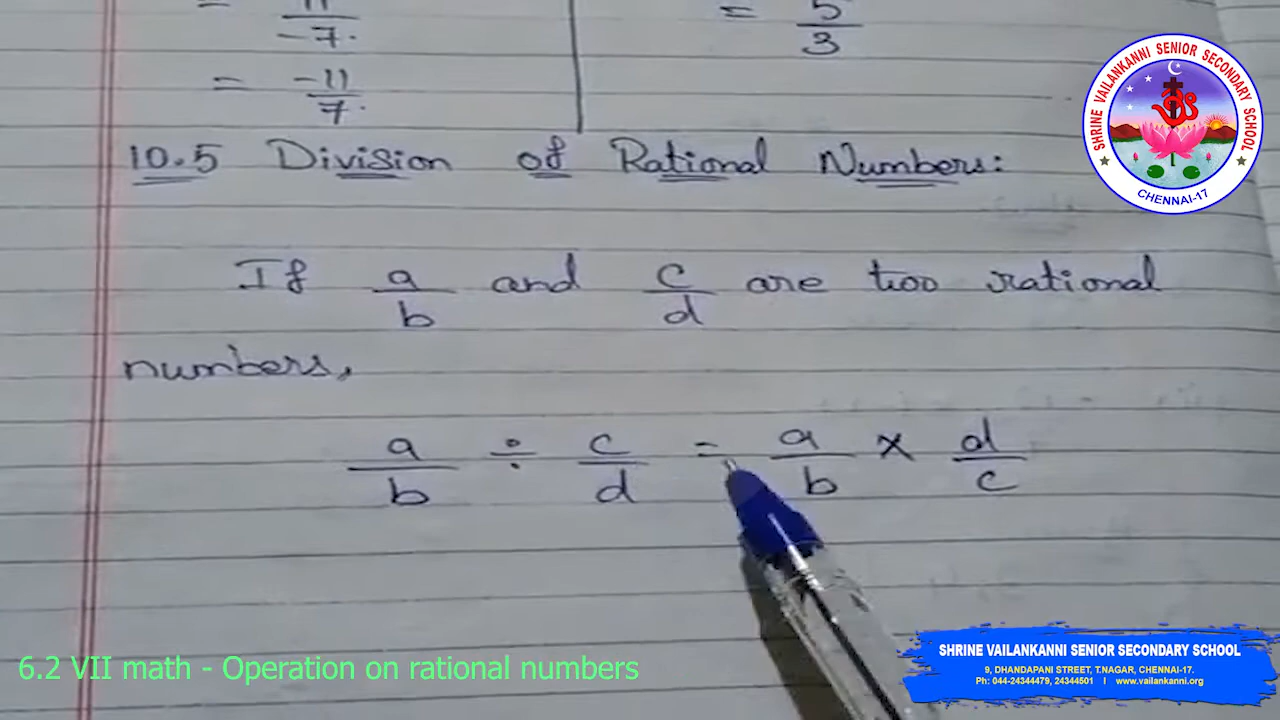 = 11/-7.
= -11/7.
= 5/3
10.5 Division of Rational Numbers:
If a/b and c/d are two rational
numbers,
a/b ÷ c/d = a/b × d/c
SHRINE VAILANKANNI SENIOR SECONDARY SCHOOL
CHENNAI-17
6.2 VII math - Operation on rational numbers
SHRINE VAILANKANNI SENIOR SECONDARY SCHOOL
9, DHANDAPANI STREET, T.NAGAR, CHENNAI-17.
Ph: 044-24344479, 24344501 I www.vailankanni.org